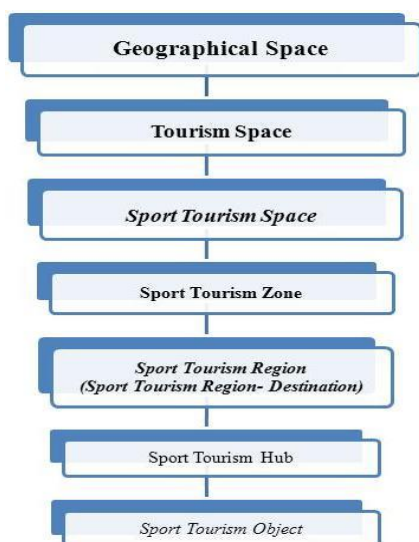 Geographical Space
Tourism Space
Sport Tourism Space
Sport Tourism Zone
Sport Tourism Region
(Sport Tourism Region- Destination)
Sport Tourism Hub
Sport Tourism Object